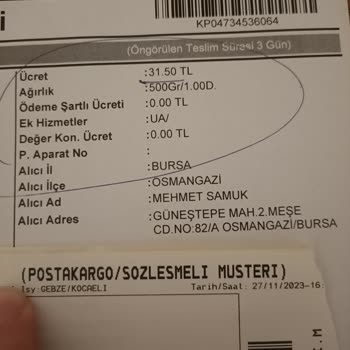 i
KP04734536064
(Öngörülen Teslim Süresi 3 Gün)
Ücret :31.50 TL
Ağırlık :500Gr/1.00D.
Ödeme Şartlı Ücreti :0.00 TL
Ek Hizmetler :UA/
Değer Kon. Ücret :0.00 TL
P. Aparat No :
Alıcı İl :BURSA
Alıcı İlçe :OSMANGAZİ
Alıcı Ad :MEHMET SAMUK
Alıcı Adres :GÜNEŞTEPE MAH.2.MEŞE
CD.NO:82/A OSMANGAZİ/BURSA
(POSTAKARGO/SOZLESMELI MUSTERI)
İşy :GEBZE/KOCAELİ Tarih/Saat: 27/11/2023-16